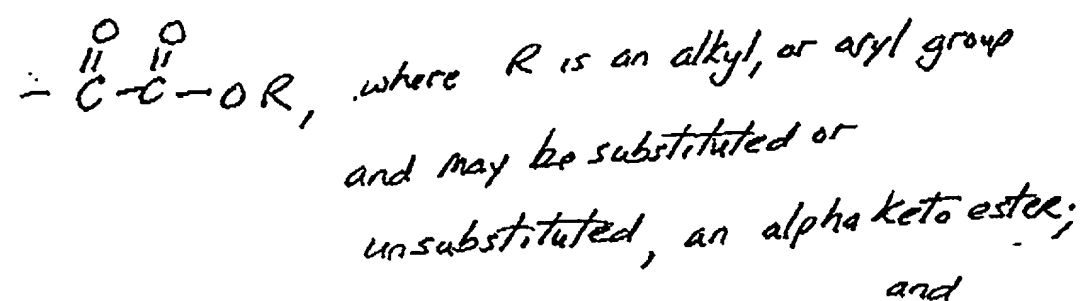 O O
|| ||
- C-C-OR, where R is an alkyl, or aryl group
and may be substituted or
unsubstituted, an alpha keto ester;
and